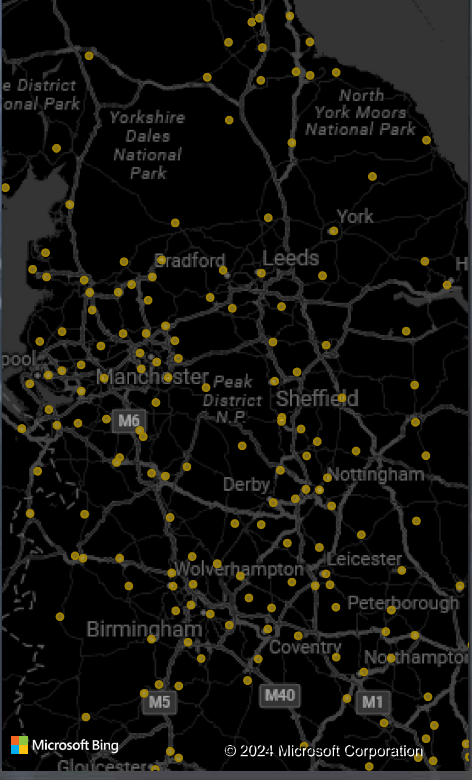 e District
onal Park
North
York Moors
National Park
Yorkshire
Dales
National
Park
York
Bradford
Leeds
H
pool
Manchester
Peak
District
N.P.
Sheffield
M6
Derby
Nottingham
Wolverhampton
Leicester
Peterborough
Birmingham
Coventry
Northampton
M5
M40
M1
Microsoft Bing
© 2024 Microsoft Corporation
Gloucester